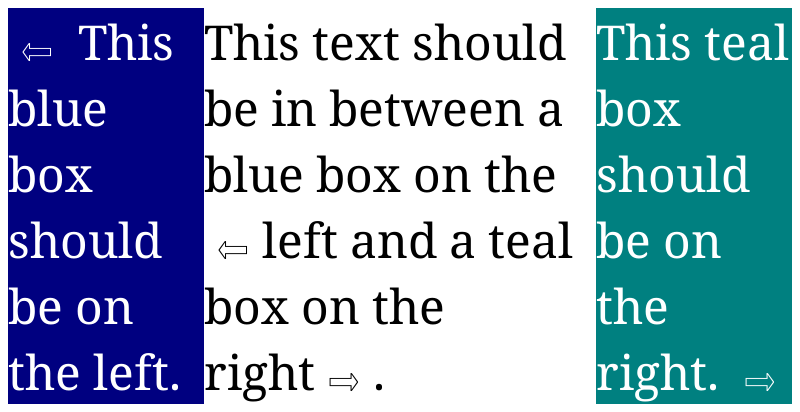 ⇦ This
blue
box
should
be on
the left.
This text should
be in between a
blue box on the
⇦ left and a teal
box on the
right ⇨ .
This teal
box
should
be on
the
right. ⇨